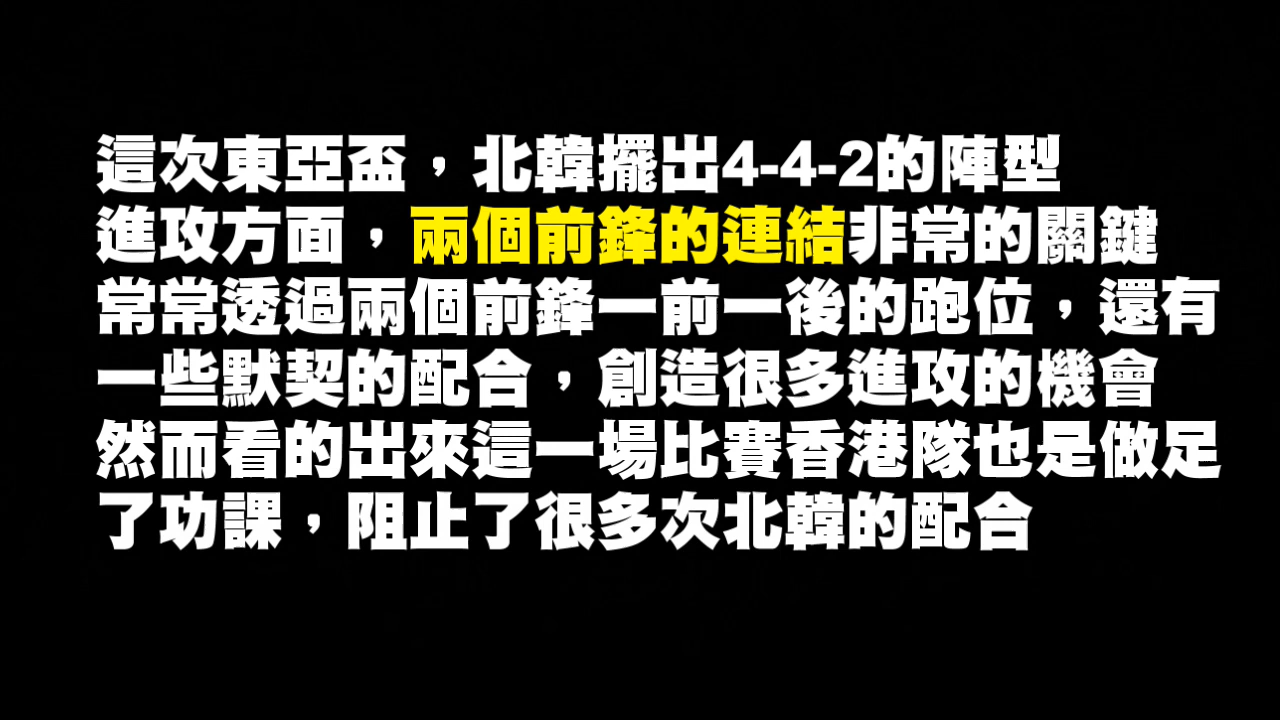 這次東亞盃，北韓擺出4-4-2的陣型
進攻方面，兩個前鋒的連結非常的關鍵
常常透過兩個前鋒一前一後的跑位，還有
一些默契的配合，創造很多進攻的機會
然而看的出來這一場比賽香港隊也是做足
了功課，阻止了很多次北韓的配合